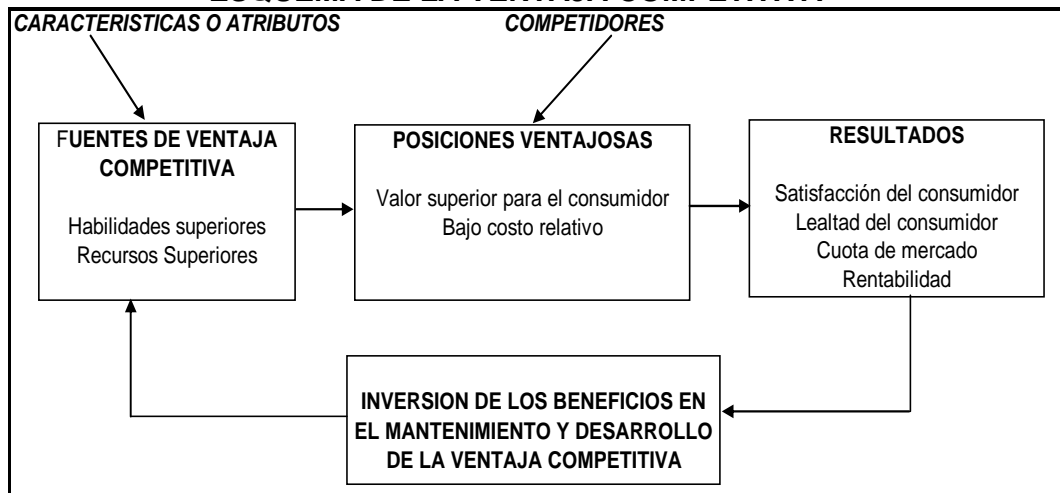 CARACTERISTICAS O ATRIBUTOS
COMPETIDORES
FUENTES DE VENTAJA
COMPETITIVA
Habilidades superiores
Recursos Superiores
POSICIONES VENTAJOSAS
Valor superior para el consumidor
Bajo costo relativo
RESULTADOS
Satisfacción del consumidor
Lealtad del consumidor
Cuota de mercado
Rentabilidad
INVERSION DE LOS BENEFICIOS EN
EL MANTENIMIENTO Y DESARROLLO
DE LA VENTAJA COMPETITIVA